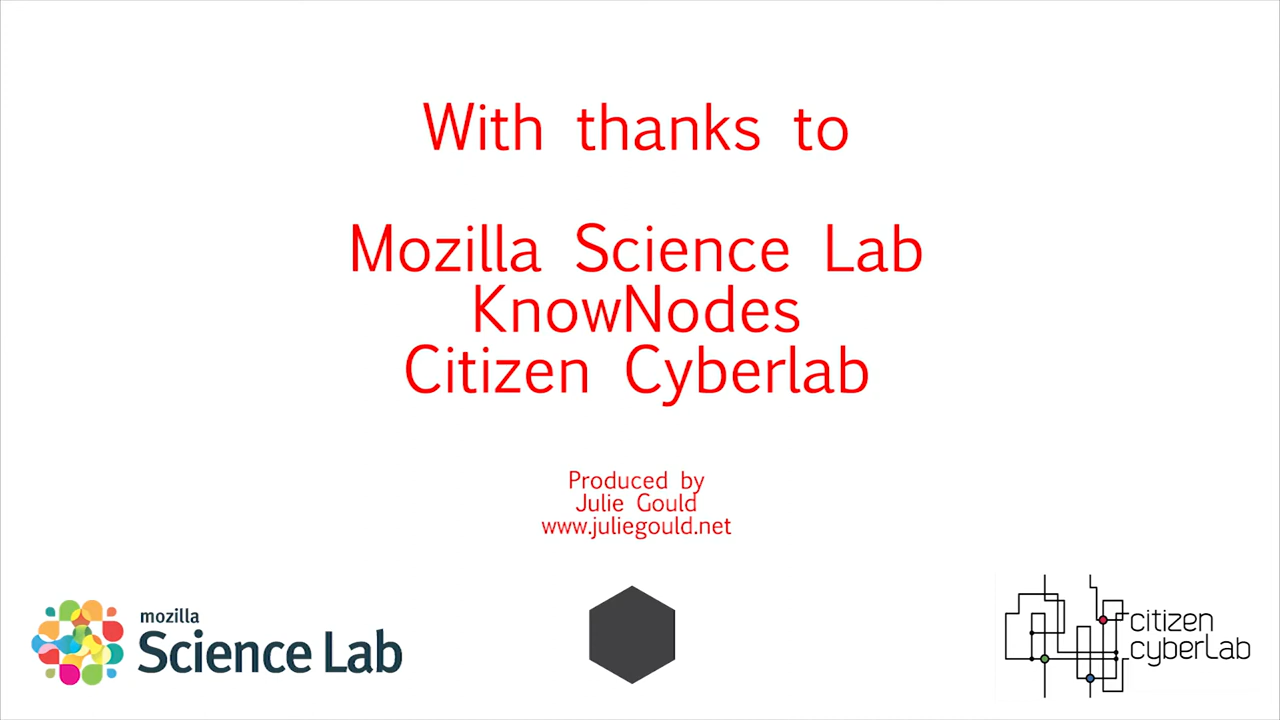 With thanks to
Mozilla Science Lab
KnowNodes
Citizen Cyberlab
Produced by
Julie Gould
www.juliegould.net
mozilla
Science Lab
citizen
cyberlab